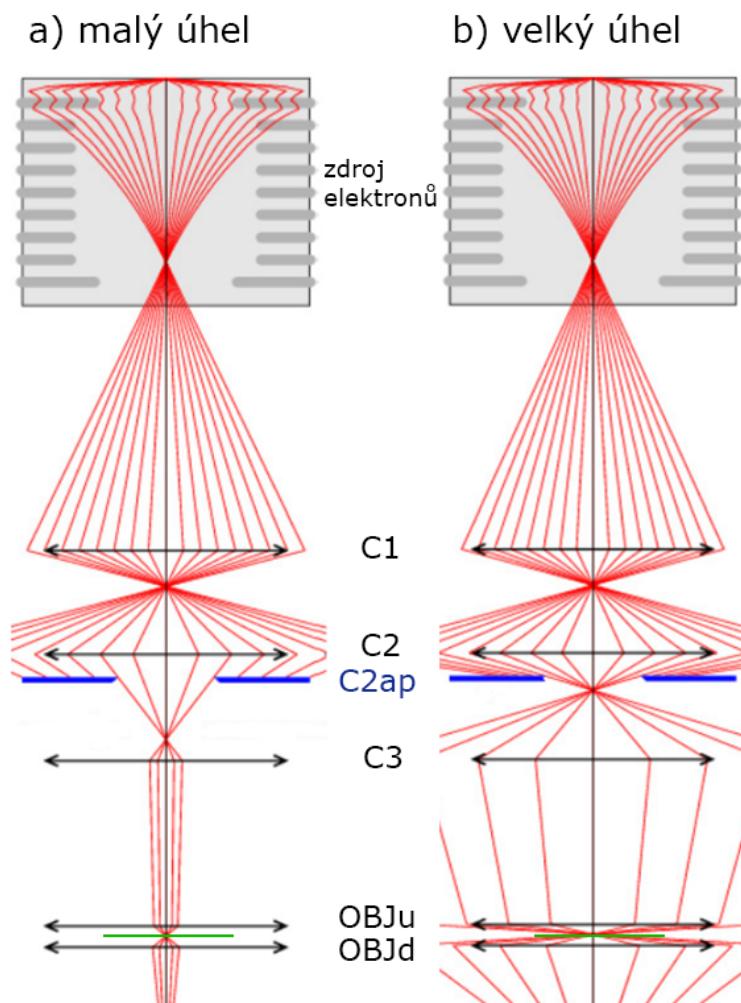 a) malý úhel
b) velký úhel
zdroj
elektronů
C1
C2
C2ap
C3
OBJu
OBJd